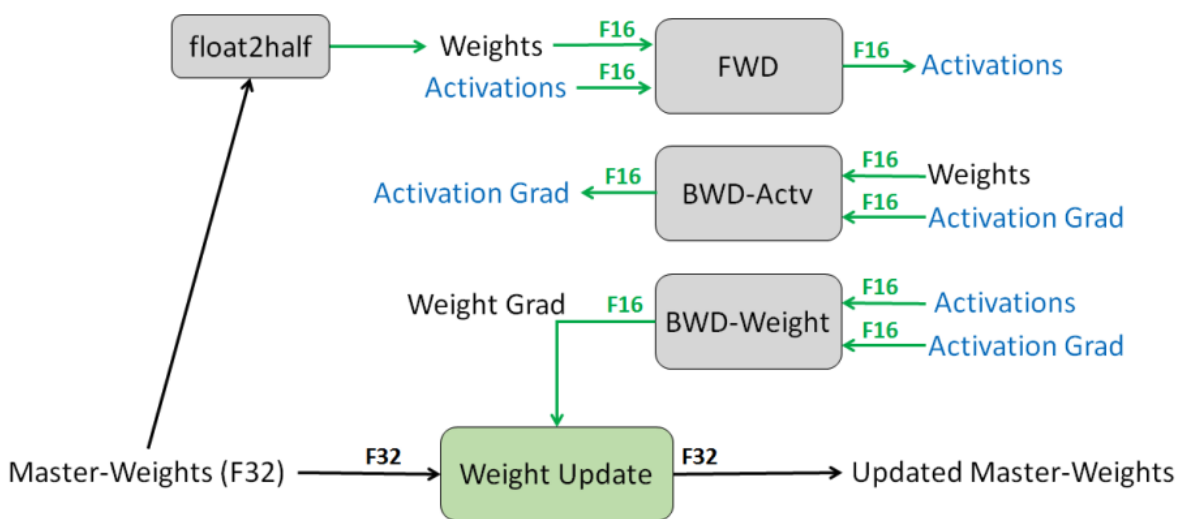 float2half
Weights
F16
Activations
F16
FWD
F16
Activations
Activation Grad
F16
BWD-Actv
F16
Weights
F16
Activation Grad
Weight Grad
F16
BWD-Weight
F16
Activations
F16
Activation Grad
Master-Weights (F32)
F32
Weight Update
F32
Updated Master-Weights